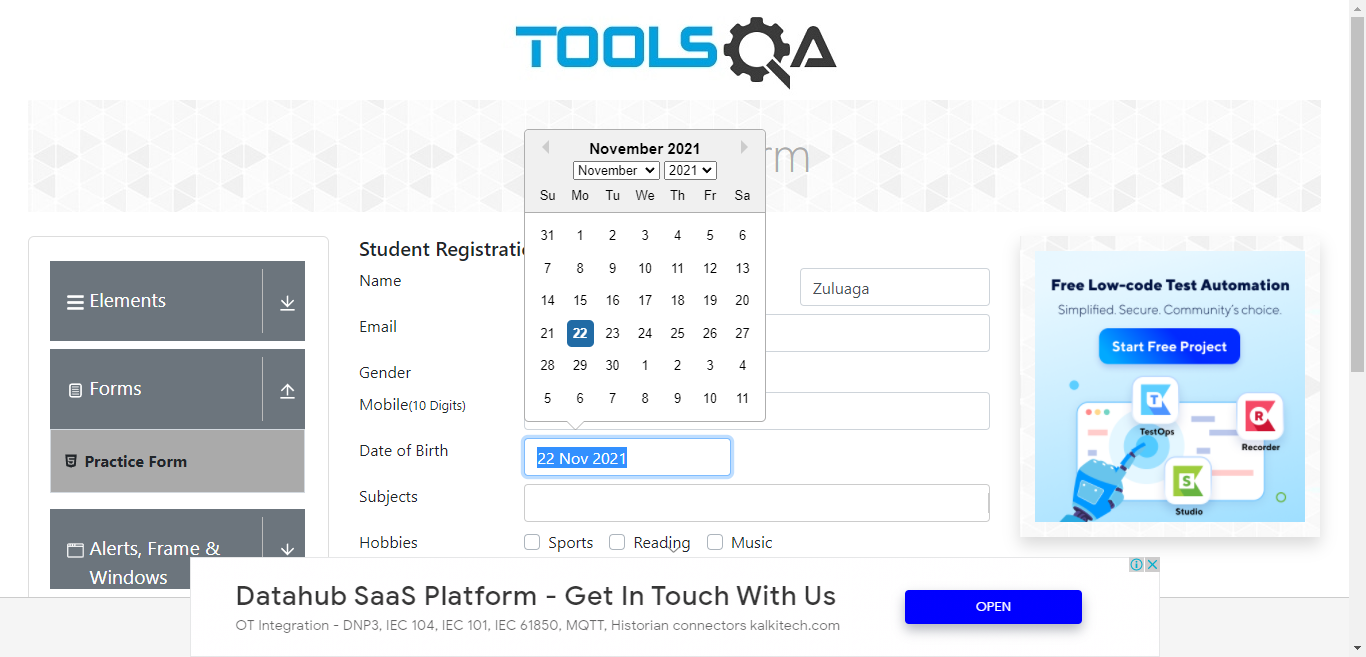 TOOLSQA
rm
November 2021
November 2021
Su Mo Tu We Th Fr Sa
31 1 2 3 4 5 6
7 8 9 10 11 12 13
14 15 16 17 18 19 20
21 22 23 24 25 26 27
28 29 30 1 2 3 4
5 6 7 8 9 10 11
Elements
Forms
Practice Form
Alerts, Frame &
Windows
Student Registrati
Name
Zuluaga
Email
Gender
Mobile(10 Digits)
Date of Birth
22 Nov 2021
Subjects
Hobbies
Sports Reading Music
Free Low-code Test Automation
Simplified. Secure. Community's choice.
Start Free Project
TestOps
Recorder
Studio
Datahub SaaS Platform - Get In Touch With Us
OT Integration - DNP3, IEC 104, IEC 101, IEC 61850, MQTT, Historian connectors kalkitech.com
OPEN